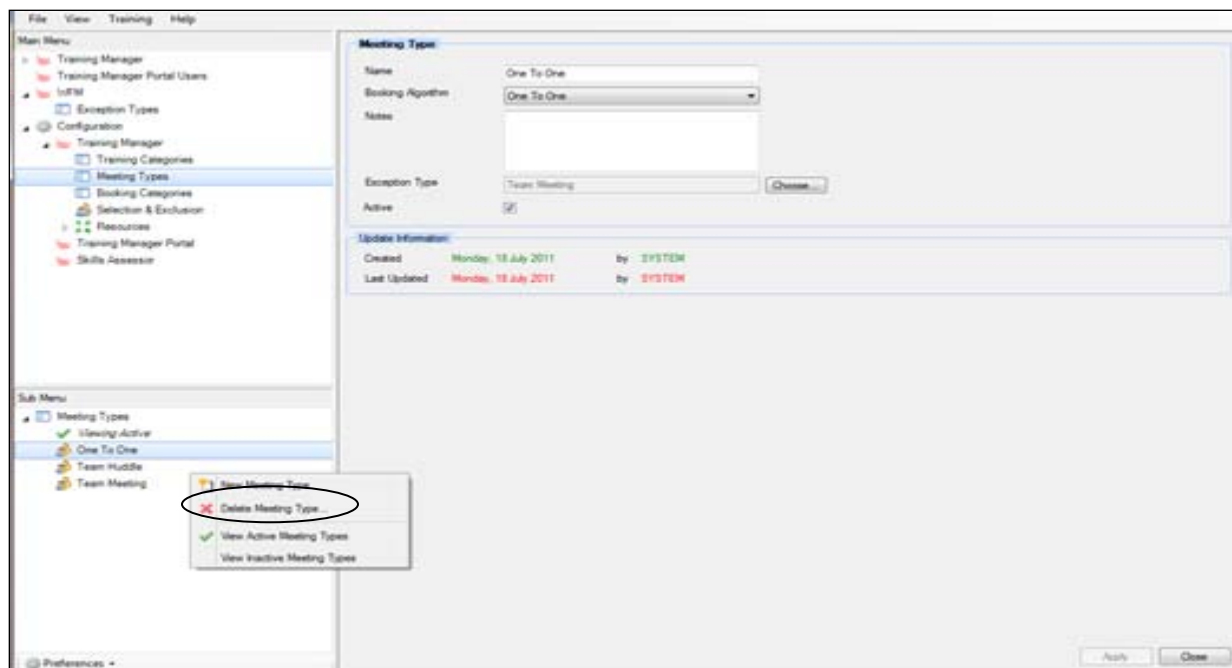 File View Training Help
Main Menu
Training Manager
Training Manager Portal Users
Exception Types
Configuration
Training Manager
Training Categories
Meeting Types
Booking Categories
Selection & Exclusion
Resources
Training Manager Portal
Skills Assessor
Sub Menu
Meeting Types
Viewing Active
One To One
Team Huddle
Team Meeting
New Meeting Type
Delete Meeting Type...
View Active Meeting Types
View Inactive Meeting Types
Preferences
Meeting Type
Name One To One
Booking Algorithm One To One
Notes
Exception Type Team Meeting Choose...
Active
Update Information
Created Monday, 18 July 2011 by SYSTEM
Last Updated Monday, 18 July 2011 by SYSTEM
Apply Close